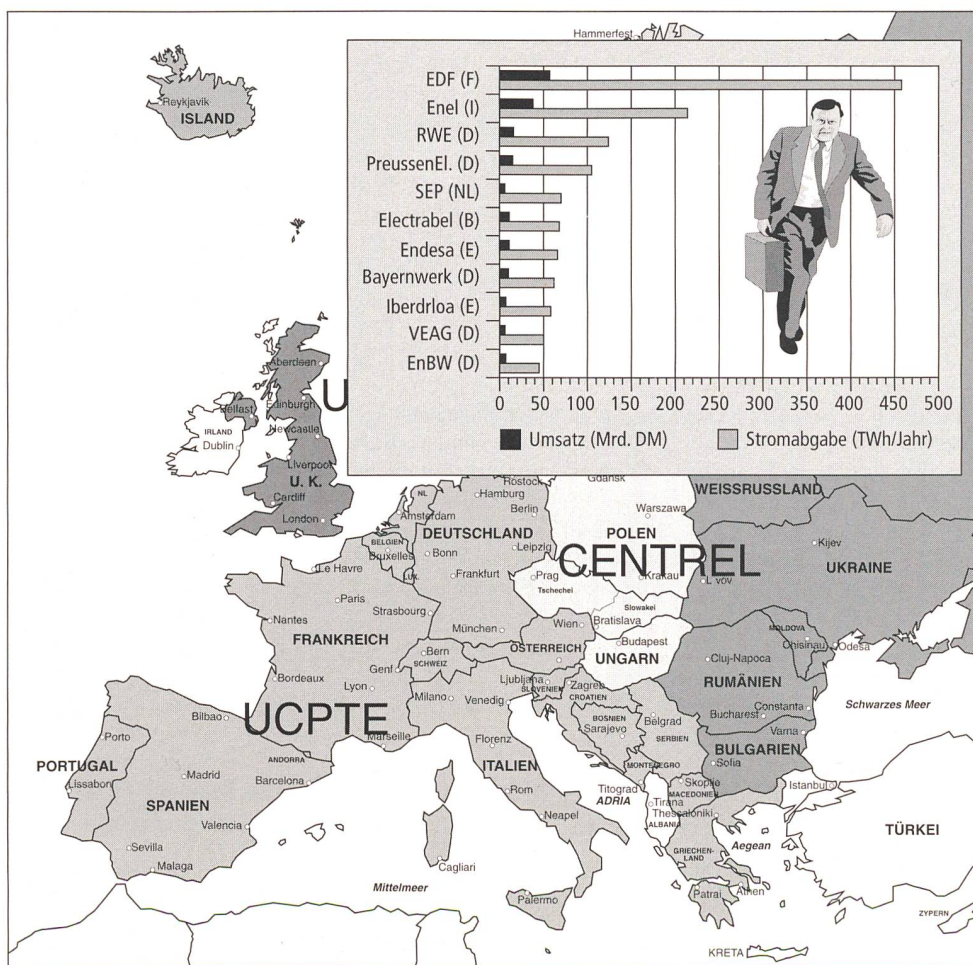 Hammerfest
EDF (F)
Enel (I)
RWE (D)
PreussenEl. (D)
SEP (NL)
Electrabel (B)
Endesa (E)
Bayernwerk (D)
Iberdrloa (E)
VEAG (D)
EnBW (D)
0 50 100 150 200 250 300 350 400 450 500
Umsatz (Mrd. DM) Stromabgabe (TWh/Jahr)
Reykjavik
ISLAND
Aberdeen
U
Edinburgh
Belfast
Newcastle
IRLAND
Dublin
Liverpool
U. K.
Cardiff
London
Rostock
Gdansk
NL
Hamburg
WEISSRUSSLAND
Amsterdam
Berlin
Warszawa
DEUTSCHLAND
POLEN
BELGIEN
Bruxelles
Bonn
Leipzig
Kijev
CENTREL
UKRAINE
Le Havre
LUX.
Frankfurt
Prag
Tschechei
Krakau
L vov
Paris
Strasbourg
Slowakei
Nantes
München
Wien
Bratislava
MOLDOVA
FRANKREICH
ÖSTERREICH
Budapest
Chisinau
Odesa
Bern
SCHWEIZ
UNGARN
Cluj-Napoca
Genf
Bordeaux
Lyon
Ljubljana
SLOVENIEN
Zagreb
CROATIEN
RUMÄNIEN
Milano
Venedig
Constanta
Schwarzes Meer
Bilbao
UCPTE
BOSNIEN
Sarajevo
Belgrad
Bucharest
Varna
Porto
Marseille
Florenz
SERBIEN
BULGARIEN
PORTUGAL
ANDORRA
ITALIEN
MONTENEGRO
Sofia
Lissabon
Madrid
Barcelona
Rom
Titograd
Skopje
MACEDONIEN
Istanbul
SPANIEN
ADRIA
Tirana
Thessaloniki
Valencia
Neapel
ALBANIA
TÜRKEI
Sevilla
GRIECHEN-
LAND
Aegean
Malaga
Cagliari
Mittelmeer
Palermo
Patrai
Athen
ZYPERN
KRETA